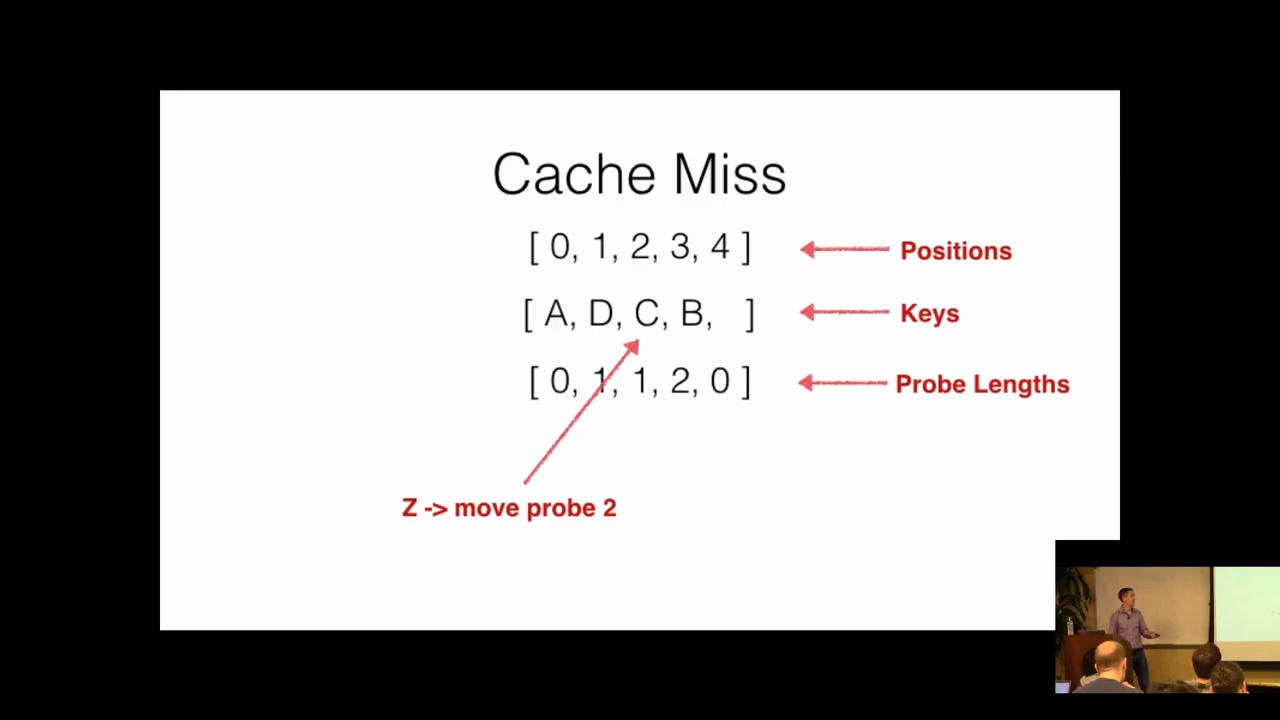 Cache Miss
[ 0, 1, 2, 3, 4 ] Positions
[ A, D, C, B, ] Keys
[ 0, 1, 1, 2, 0 ] Probe Lengths
Z -> move probe 2